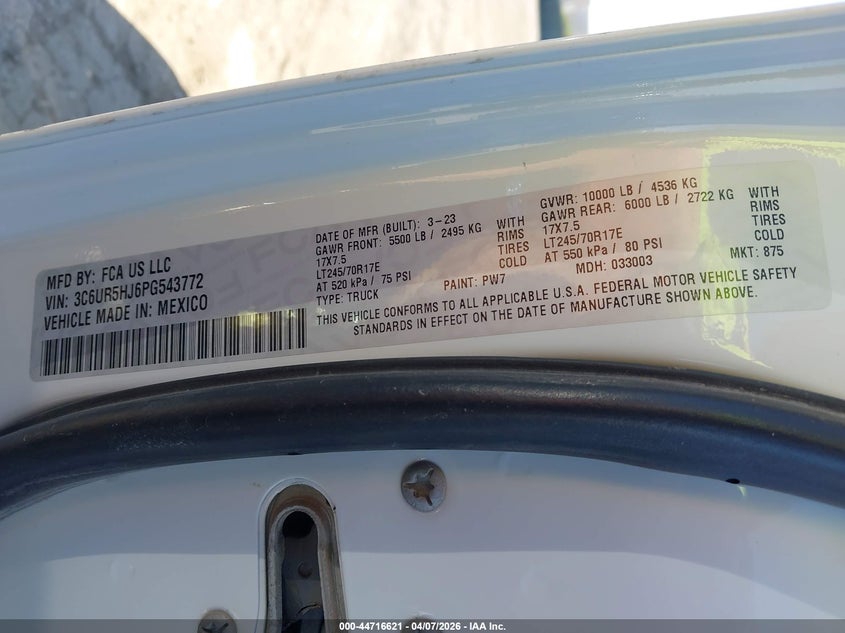 MFD BY: FCA US LLC
VIN: 3C6UR5HJ6PG543772
VEHICLE MADE IN: MEXICO
DATE OF MFR (BUILT): 3-23
GAWR FRONT: 5500 LB / 2495 KG WITH
17X7.5 RIMS
LT245/70R17E TIRES
AT 520 kPa / 75 PSI COLD
TYPE: TRUCK
PAINT: PW7
GVWR: 10000 LB / 4536 KG
GAWR REAR: 6000 LB / 2722 KG WITH
17X7.5 RIMS
LT245/70R17E TIRES
AT 550 kPa / 80 PSI COLD
MDH: 033003
MKT: 875
THIS VEHICLE CONFORMS TO ALL APPLICABLE U.S.A. FEDERAL MOTOR VEHICLE SAFETY
STANDARDS IN EFFECT ON THE DATE OF MANUFACTURE SHOWN ABOVE.
000-44716621 | 04/07/2026 | © IAA Inc.